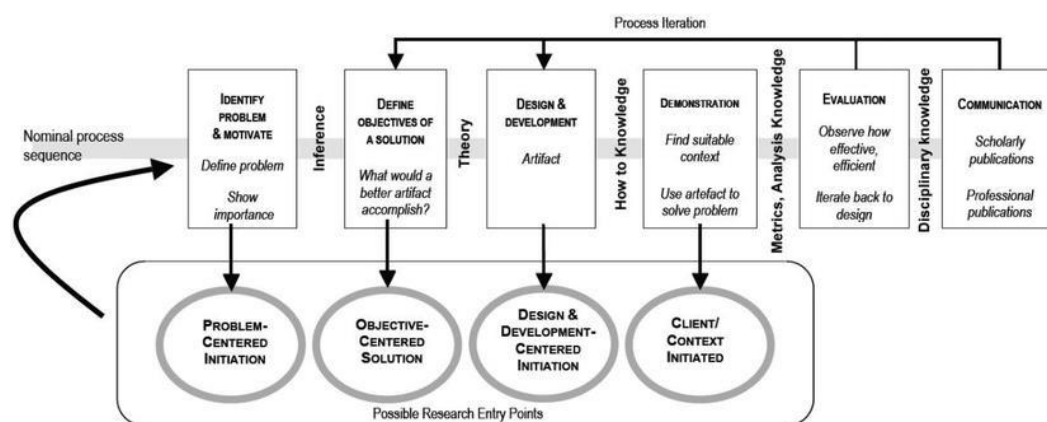 Process Iteration
Nominal process
sequence
IDENTIFY
PROBLEM
& MOTIVATE
Define problem
Show
importance
Inference
DEFINE
OBJECTIVES OF
A SOLUTION
What would a
better artifact
accomplish?
Theory
DESIGN &
DEVELOPMENT
Artifact
How to Knowledge
DEMONSTRATION
Find suitable
context
Use artefact to
solve problem
Metrics, Analysis Knowledge
EVALUATION
Observe how
effective,
efficient
Iterate back to
design
Disciplinary knowledge
COMMUNICATION
Scholarly
publications
Professional
publications
PROBLEM-
CENTERED
INITIATION
OBJECTIVE-
CENTERED
SOLUTION
DESIGN &
DEVELOPMENT-
CENTERED
INITIATION
CLIENT/
CONTEXT
INITIATED
Possible Research Entry Points